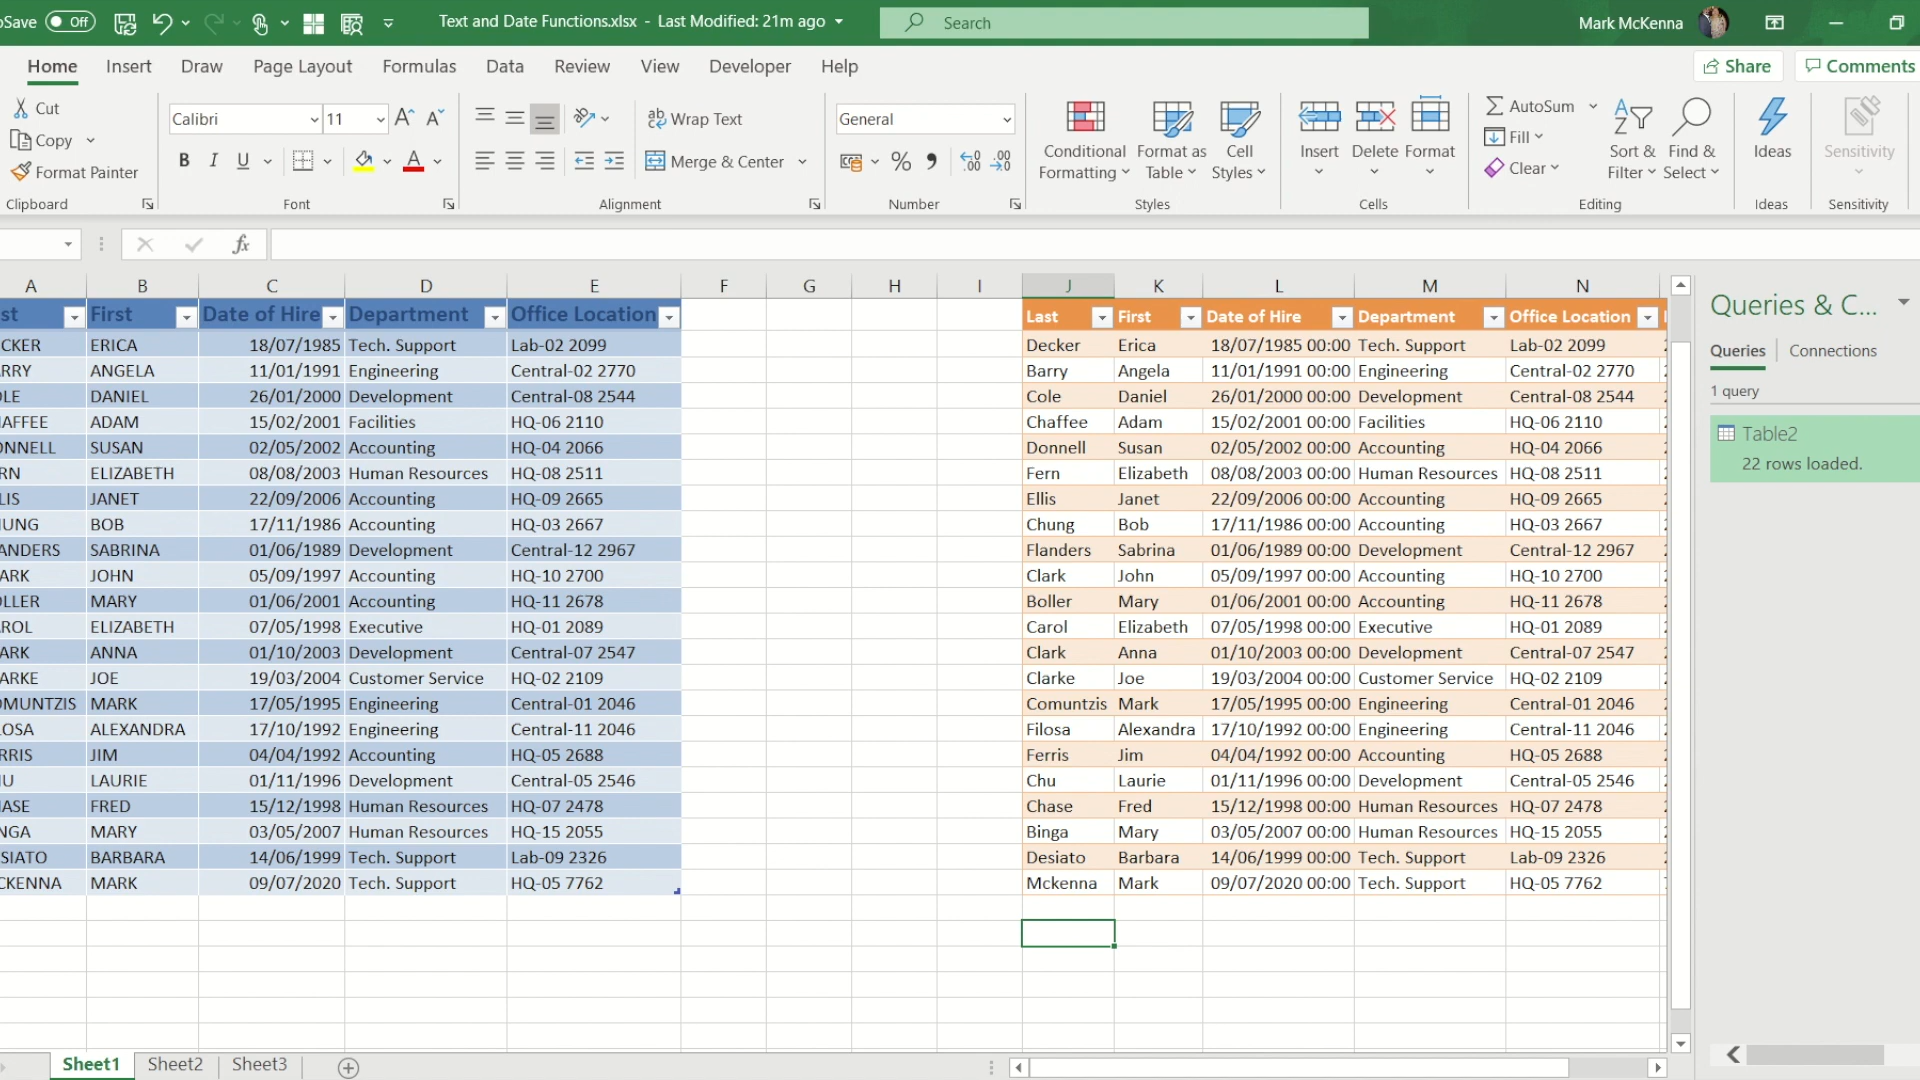 oSave Off Text and Date Functions.xlsx - Last Modified: 21m ago Search Mark McKenna
Home Insert Draw Page Layout Formulas Data Review View Developer Help Share Comments
Cut
Copy
Format Painter
Clipboard
Calibri 11
B I U A
Font
Wrap Text
Merge & Center
Alignment
General
Number
Conditional Formatting
Format as Table
Cell Styles
Styles
Insert
Delete
Format
Cells
AutoSum
Fill
Clear
Sort & Filter
Find & Select
Editing
Ideas
Ideas
Sensitivity
Sensitivity
fx
A B C D E F G H I J K L M N
st First Date of Hire Department Office Location Last First Date of Hire Department Office Location
CKER ERICA 18/07/1985 Tech. Support Lab-02 2099 Decker Erica 18/07/1985 00:00 Tech. Support Lab-02 2099
RRY ANGELA 11/01/1991 Engineering Central-02 2770 Barry Angela 11/01/1991 00:00 Engineering Central-02 2770
LE DANIEL 26/01/2000 Development Central-08 2544 Cole Daniel 26/01/2000 00:00 Development Central-08 2544
AFFEE ADAM 15/02/2001 Facilities HQ-06 2110 Chaffee Adam 15/02/2001 00:00 Facilities HQ-06 2110
ONNELL SUSAN 02/05/2002 Accounting HQ-04 2066 Donnell Susan 02/05/2002 00:00 Accounting HQ-04 2066
RN ELIZABETH 08/08/2003 Human Resources HQ-08 2511 Fern Elizabeth 08/08/2003 00:00 Human Resources HQ-08 2511
LIS JANET 22/09/2006 Accounting HQ-09 2665 Ellis Janet 22/09/2006 00:00 Accounting HQ-09 2665
UNG BOB 17/11/1986 Accounting HQ-03 2667 Chung Bob 17/11/1986 00:00 Accounting HQ-03 2667
ANDERS SABRINA 01/06/1989 Development Central-12 2967 Flanders Sabrina 01/06/1989 00:00 Development Central-12 2967
ARK JOHN 05/09/1997 Accounting HQ-10 2700 Clark John 05/09/1997 00:00 Accounting HQ-10 2700
LLER MARY 01/06/2001 Accounting HQ-11 2678 Boller Mary 01/06/2001 00:00 Accounting HQ-11 2678
ROL ELIZABETH 07/05/1998 Executive HQ-01 2089 Carol Elizabeth 07/05/1998 00:00 Executive HQ-01 2089
ARK ANNA 01/10/2003 Development Central-07 2547 Clark Anna 01/10/2003 00:00 Development Central-07 2547
ARKE JOE 19/03/2004 Customer Service HQ-02 2109 Clarke Joe 19/03/2004 00:00 Customer Service HQ-02 2109
OMUNTZIS MARK 17/05/1995 Engineering Central-01 2046 Comuntzis Mark 17/05/1995 00:00 Engineering Central-01 2046
OSA ALEXANDRA 17/10/1992 Engineering Central-11 2046 Filosa Alexandra 17/10/1992 00:00 Engineering Central-11 2046
RRIS JIM 04/04/1992 Accounting HQ-05 2688 Ferris Jim 04/04/1992 00:00 Accounting HQ-05 2688
U LAURIE 01/11/1996 Development Central-05 2546 Chu Laurie 01/11/1996 00:00 Development Central-05 2546
ASE FRED 15/12/1998 Human Resources HQ-07 2478 Chase Fred 15/12/1998 00:00 Human Resources HQ-07 2478
NGA MARY 03/05/2007 Human Resources HQ-15 2055 Binga Mary 03/05/2007 00:00 Human Resources HQ-15 2055
SIATO BARBARA 14/06/1999 Tech. Support Lab-09 2326 Desiato Barbara 14/06/1999 00:00 Tech. Support Lab-09 2326
CKENNA MARK 09/07/2020 Tech. Support HQ-05 7762 Mckenna Mark 09/07/2020 00:00 Tech. Support HQ-05 7762
Queries & C...
Queries Connections
1 query
Table2
22 rows loaded.
Sheet1 Sheet2 Sheet3